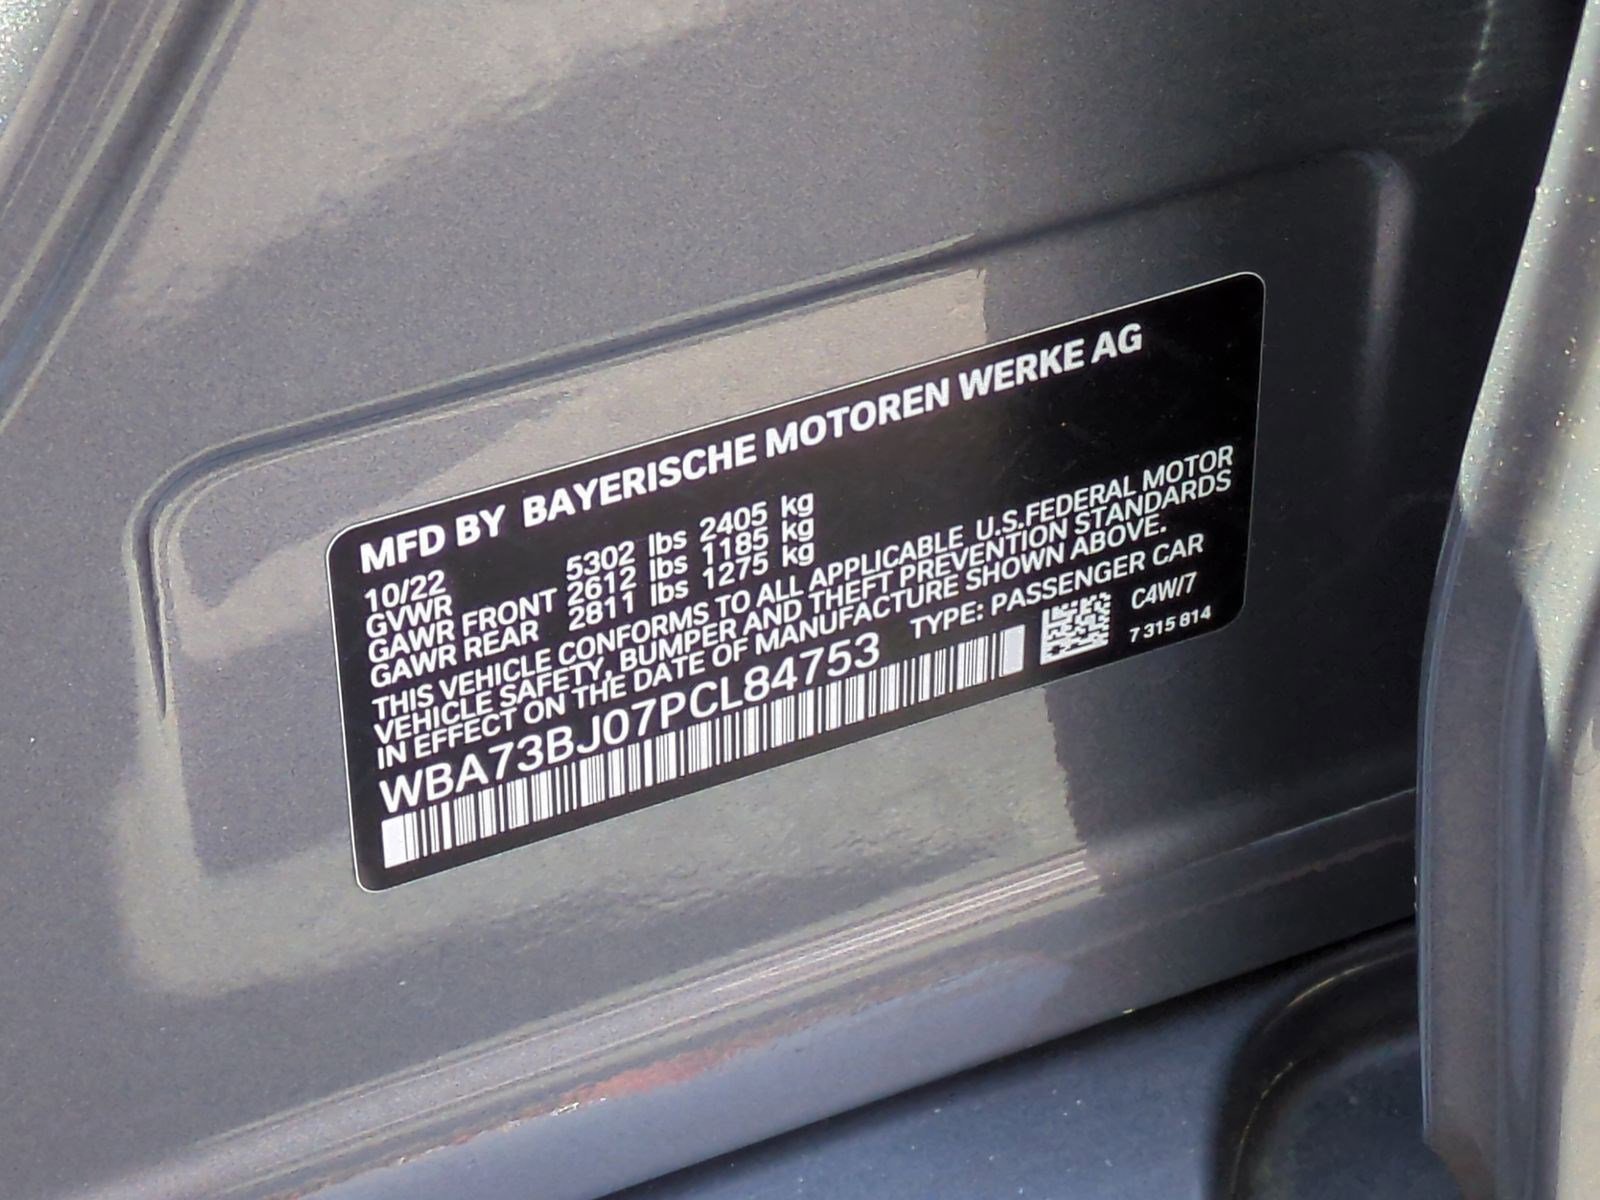 MFD BY BAYERISCHE MOTOREN WERKE AG
10/22
GVWR 5302 lbs 2405 kg
GAWR FRONT 2612 lbs 1185 kg
GAWR REAR 2811 lbs 1275 kg
THIS VEHICLE CONFORMS TO ALL APPLICABLE U.S.FEDERAL MOTOR
VEHICLE SAFETY, BUMPER AND THEFT PREVENTION STANDARDS
IN EFFECT ON THE DATE OF MANUFACTURE SHOWN ABOVE.
WBA73BJ07PCL84753 TYPE: PASSENGER CAR
C4W/7
7 315 814